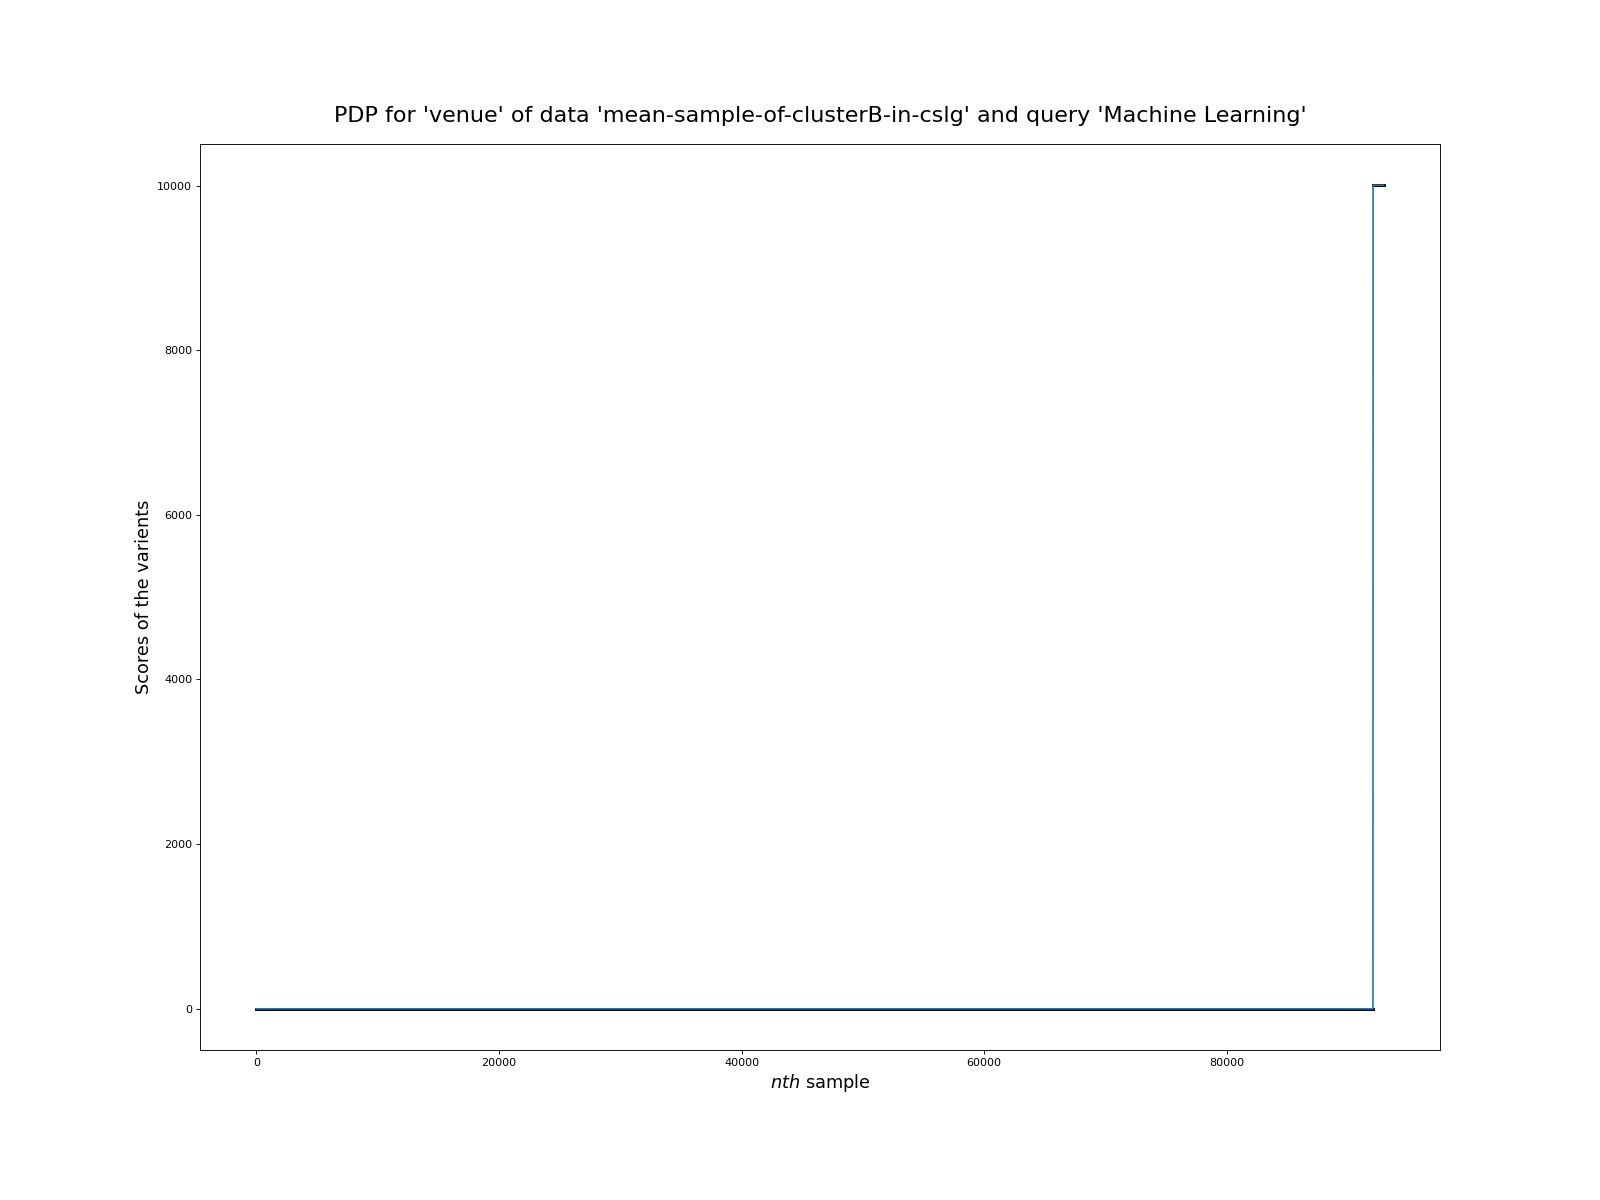 PDP for 'venue' of data 'mean-sample-of-clusterB-in-cslg' and query 'Machine Learning'
10000
8000
6000
4000
2000
0
Scores of the varients
0 20000 40000 60000 80000
nth sample